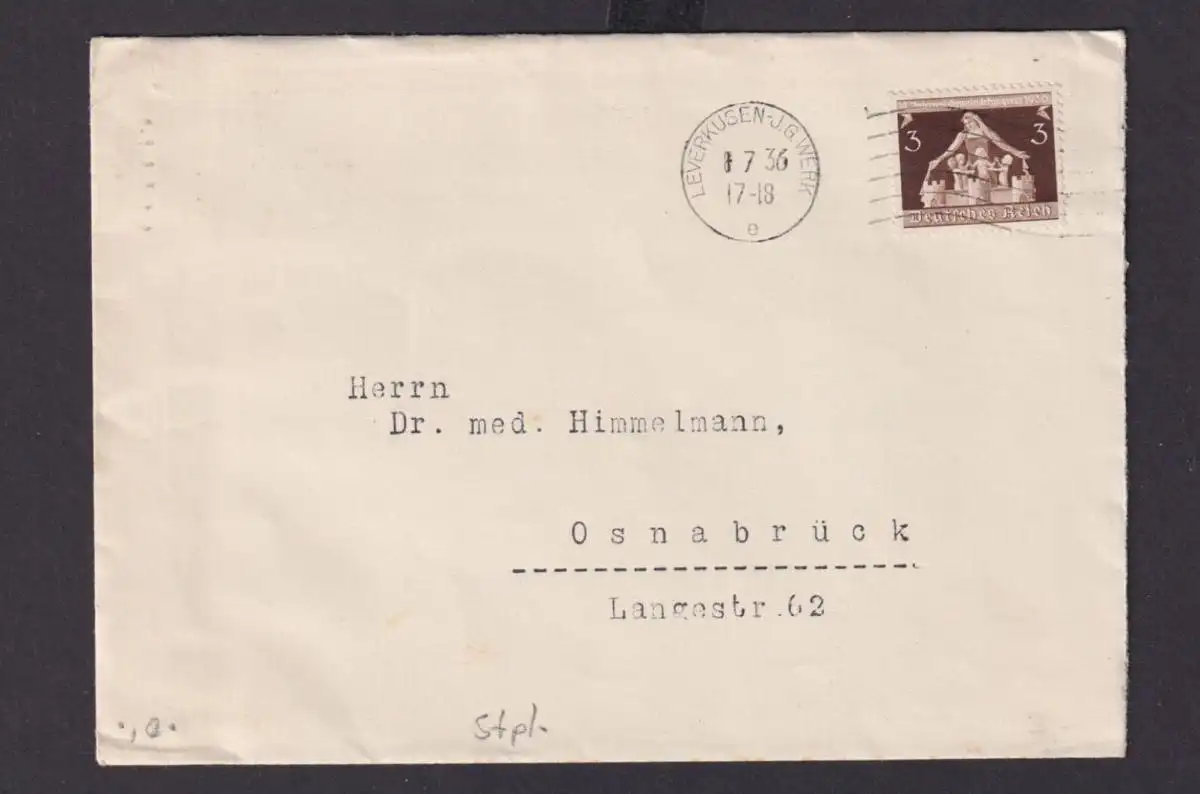 LEVERKUSEN-J.G.WERK
8 7 36
17-18
e
3 3
Deutsches Reich
Herrn
Dr. med. Himmelmann,
Osnabrück
Langestr.62
Stpl.